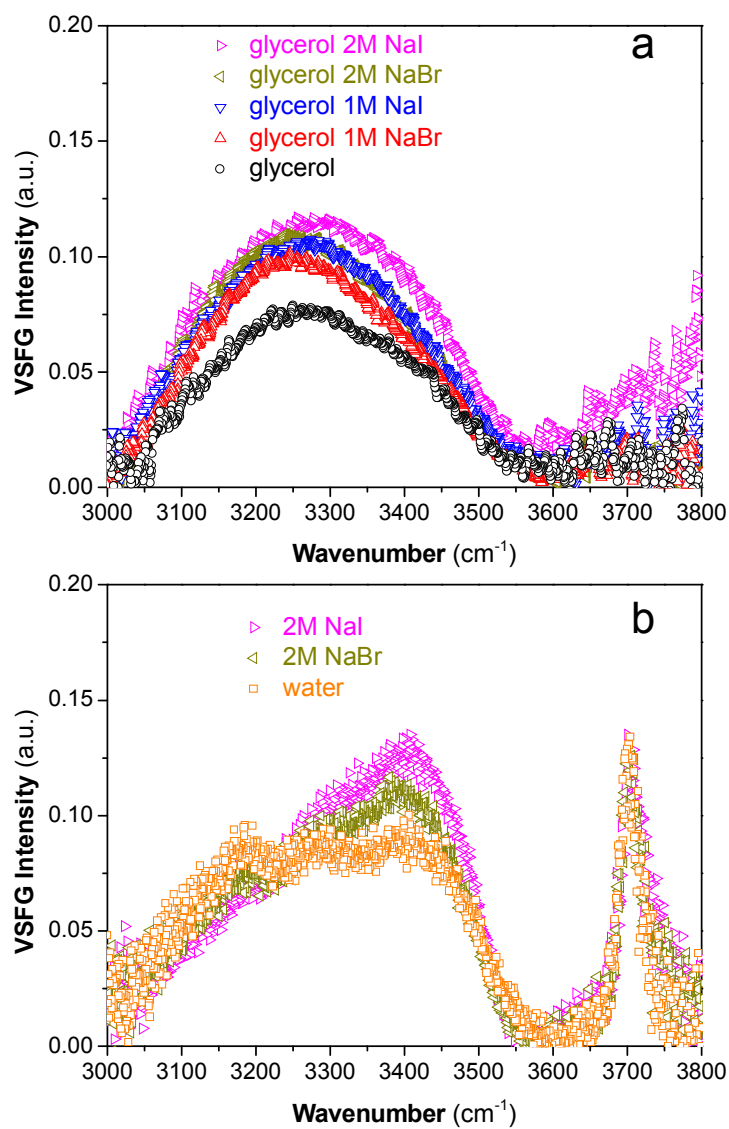 a
glycerol 2M NaI
glycerol 2M NaBr
glycerol 1M NaI
glycerol 1M NaBr
glycerol
0.20
0.15
0.10
0.05
0.00
VSFG Intensity (a.u.)
3000 3100 3200 3300 3400 3500 3600 3700 3800
Wavenumber (cm⁻¹)
b
2M NaI
2M NaBr
water
0.20
0.15
0.10
0.05
0.00
VSFG Intensity (a.u.)
3000 3100 3200 3300 3400 3500 3600 3700 3800
Wavenumber (cm⁻¹)